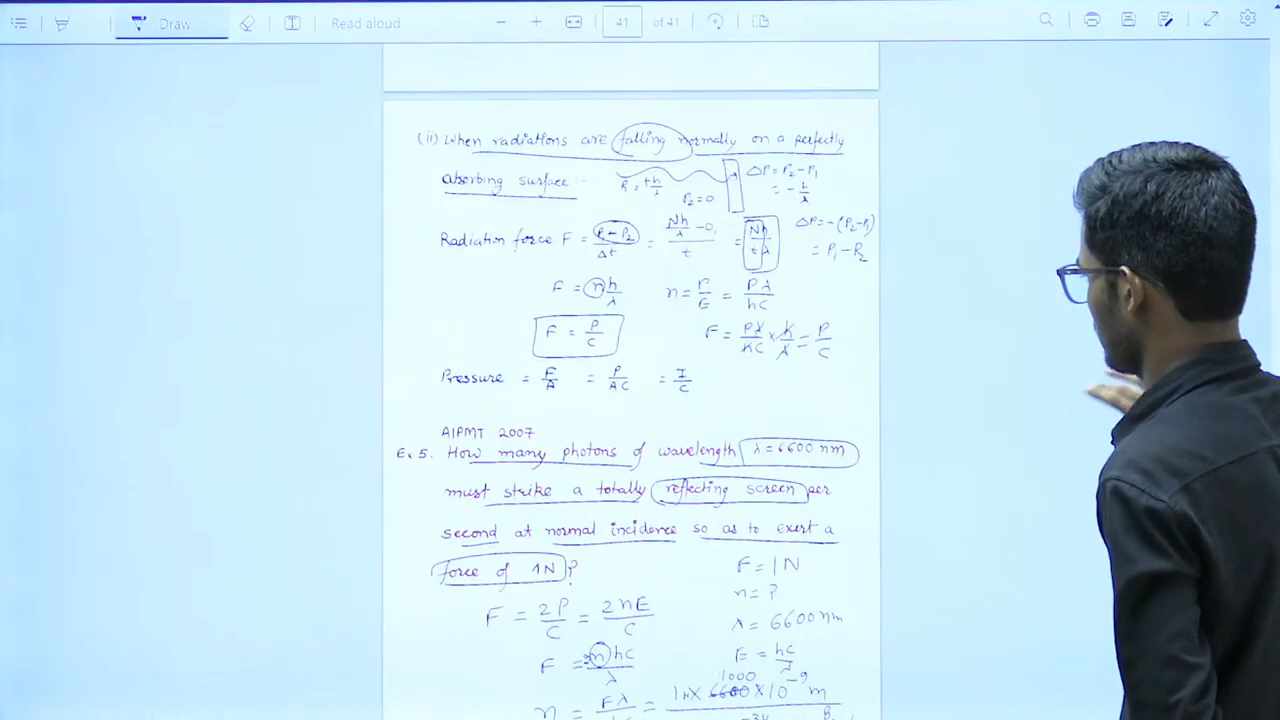 Draw
Read aloud
41 of 41
(ii) When radiations are falling normally on a perfectly
absorbing surface :-
P₁ = +h/λ
P₂=0
ΔP = P₂ - P₁
= - h/λ
Radiation force F = (P₁ - P₂)/Δt = (Nh/λ - 0)/t = Nh/tλ
ΔP = -(P₂-P₁)
= P₁ - P₂
F = nh/λ
n = P/E = Pλ/hc
F = P/C
F = Pλ/hC × h/λ = P/C
Pressure = F/A = P/AC = I/C
AIPMT 2007
Ex 5. How many photons of wavelength λ = 6600 nm
must strike a totally reflecting screen per
second at normal incidence so as to exert a
force of 1N ?
F = 1N
n = ?
λ = 6600 nm
F = 2P/C = 2nE/C
E = hc/λ
F = 2nhc/λ